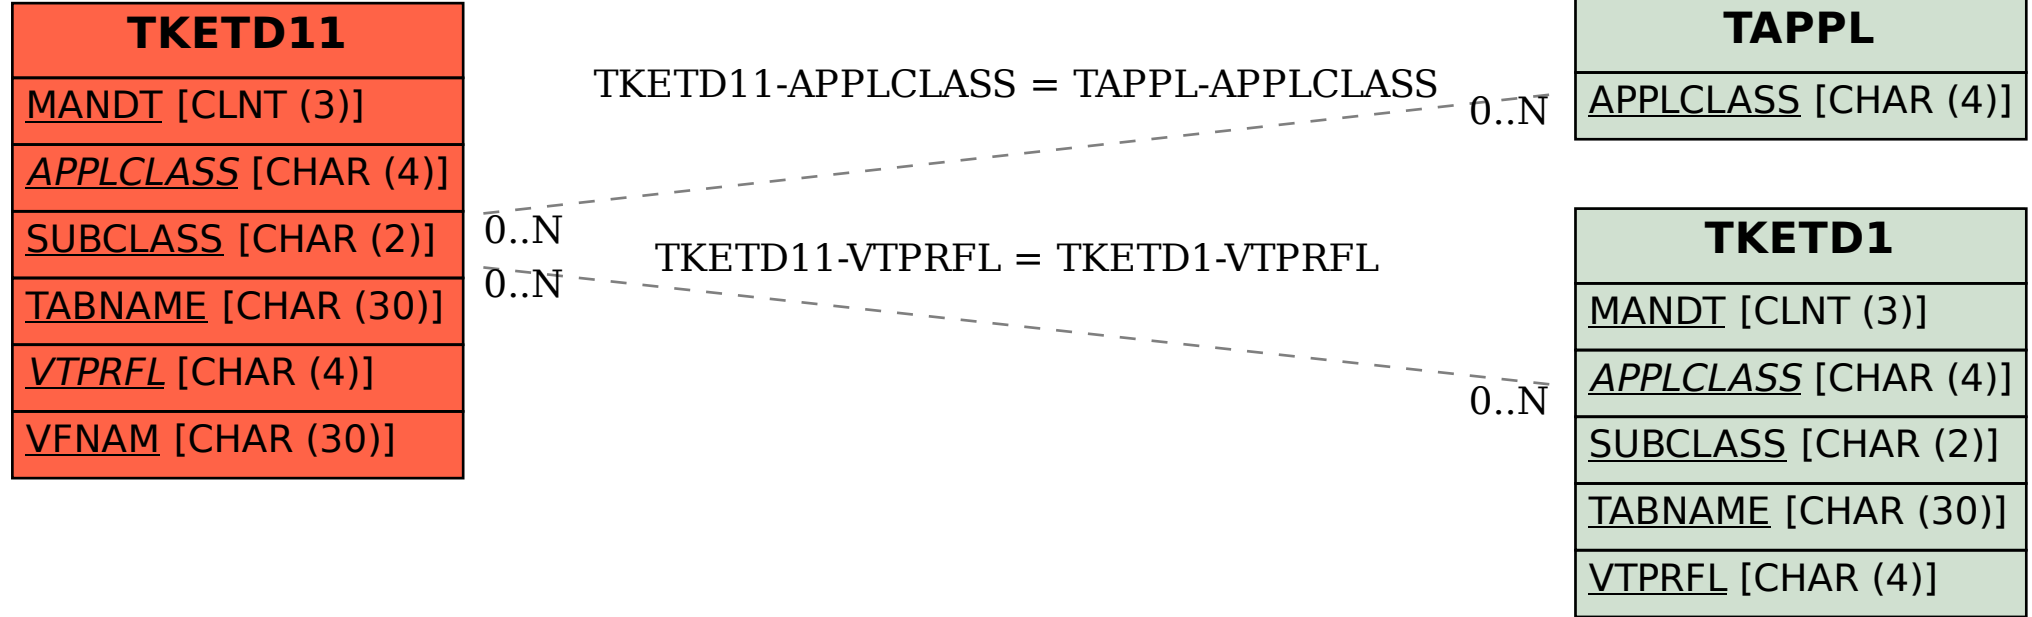 TKETD11
MANDT [CLNT (3)]
APPLCLASS [CHAR (4)]
SUBCLASS [CHAR (2)]
TABNAME [CHAR (30)]
VTPRFL [CHAR (4)]
VFNAM [CHAR (30)]
TKETD11-APPLCLASS = TAPPL-APPLCLASS
0..N
0..N
TKETD11-VTPRFL = TKETD1-VTPRFL
0..N
0..N
TAPPL
APPLCLASS [CHAR (4)]
TKETD1
MANDT [CLNT (3)]
APPLCLASS [CHAR (4)]
SUBCLASS [CHAR (2)]
TABNAME [CHAR (30)]
VTPRFL [CHAR (4)]